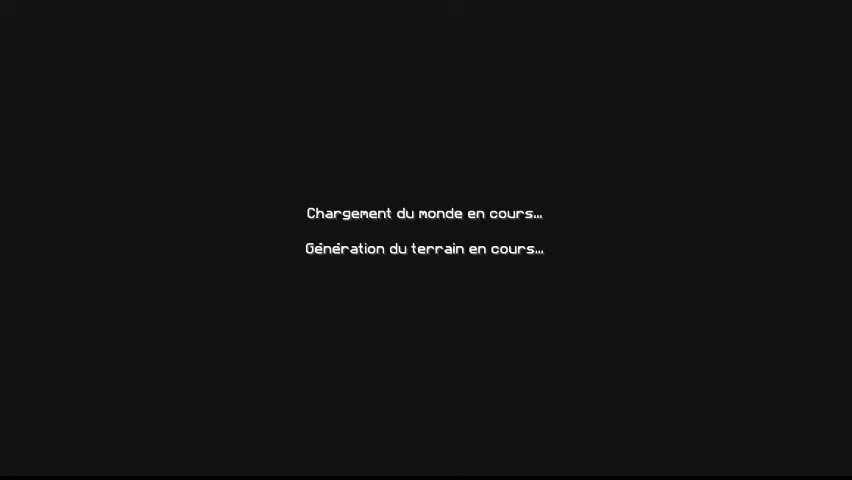 Chargement du monde en cours...
Génération du terrain en cours...